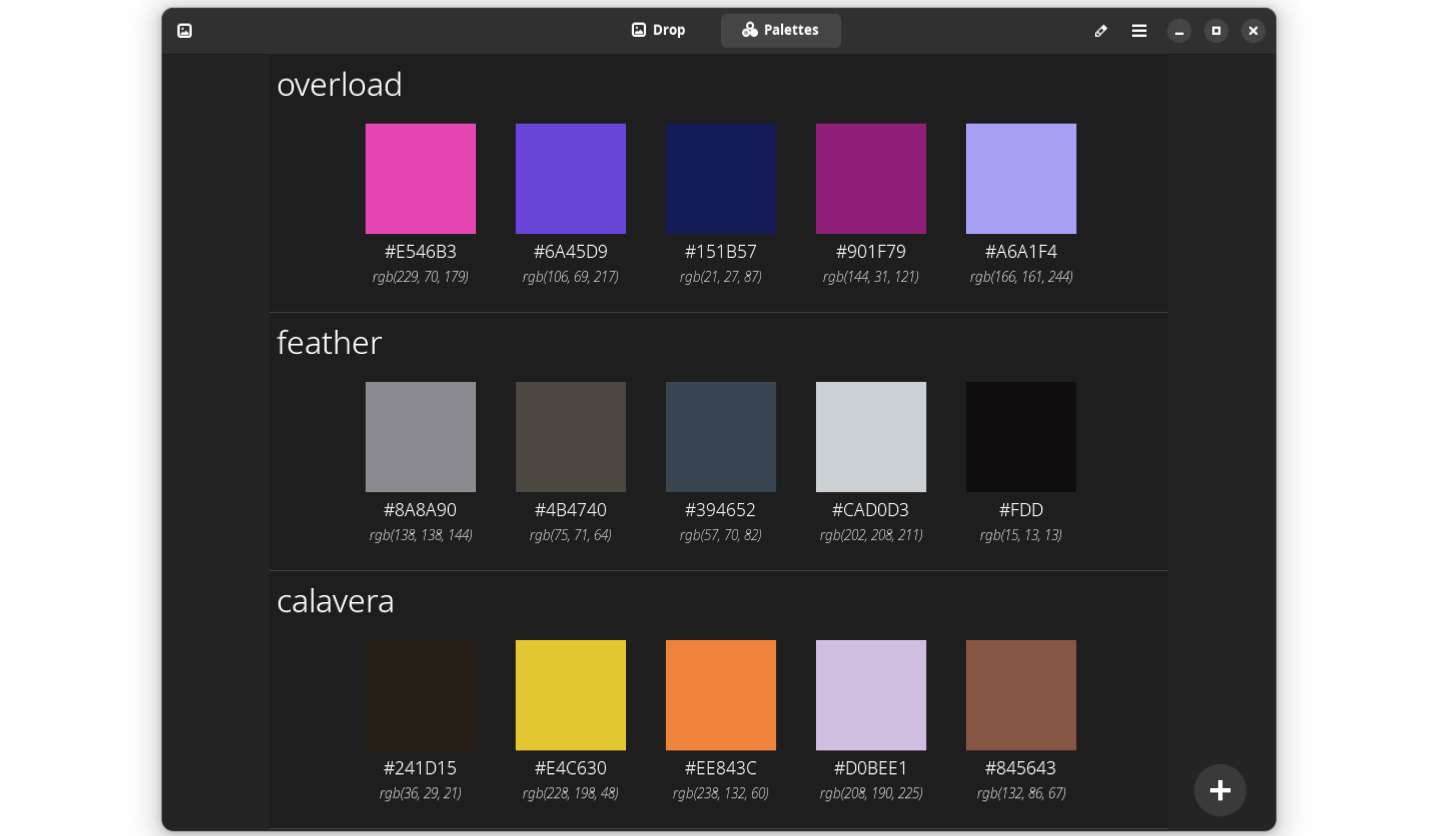 Drop Palettes
overload
#E546B3 #6A45D9 #151B57 #901F79 #A6A1F4
rgb(229, 70, 179) rgb(106, 69, 217) rgb(21, 27, 87) rgb(144, 31, 121) rgb(166, 161, 244)
feather
#8A8A90 #4B4740 #394652 #CAD0D3 #FDD
rgb(138, 138, 144) rgb(75, 71, 64) rgb(57, 70, 82) rgb(202, 208, 211) rgb(15, 13, 13)
calavera
#241D15 #E4C630 #EE843C #D0BEE1 #845643
rgb(36, 29, 21) rgb(228, 198, 48) rgb(238, 132, 60) rgb(208, 190, 225) rgb(132, 86, 67)